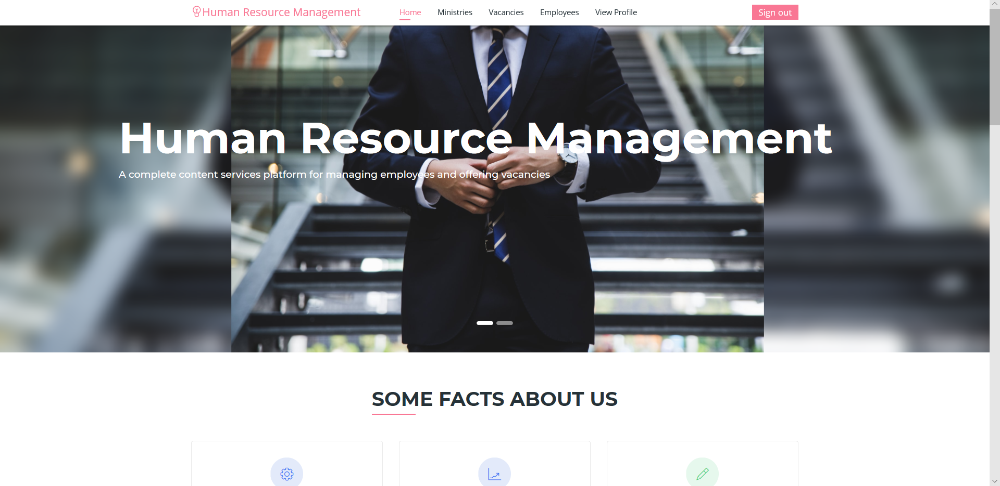 Human Resource Management
Home
Ministries
Vacancies
Employees
View Profile
Sign out
Human Resource Management
A complete content services platform for managing employees and offering vacancies
SOME FACTS ABOUT US